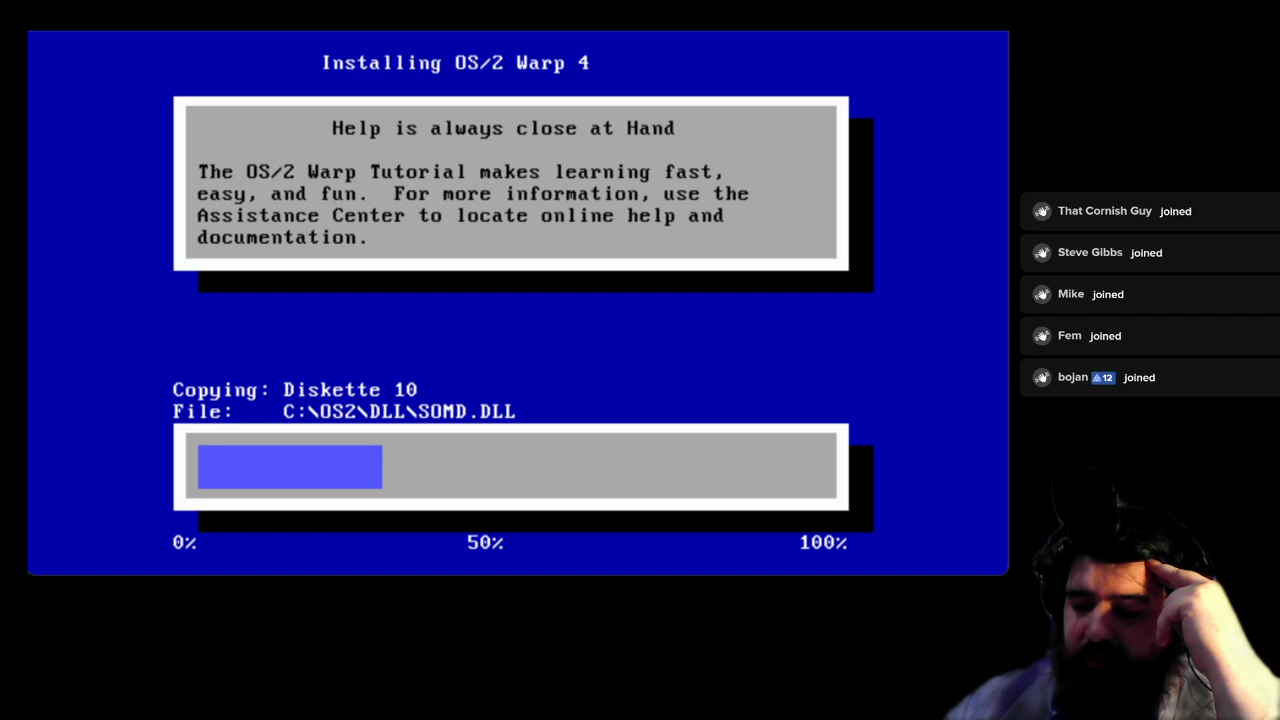 Installing OS/2 Warp 4
Help is always close at Hand
The OS/2 Warp Tutorial makes learning fast,
easy, and fun.  For more information, use the
Assistance Center to locate online help and
documentation.
Copying: Diskette 10
File:    C:\OS2\DLL\SOMD.DLL
0% 50% 100%
That Cornish Guy joined
Steve Gibbs joined
Mike joined
Fem joined
bojan 12 joined